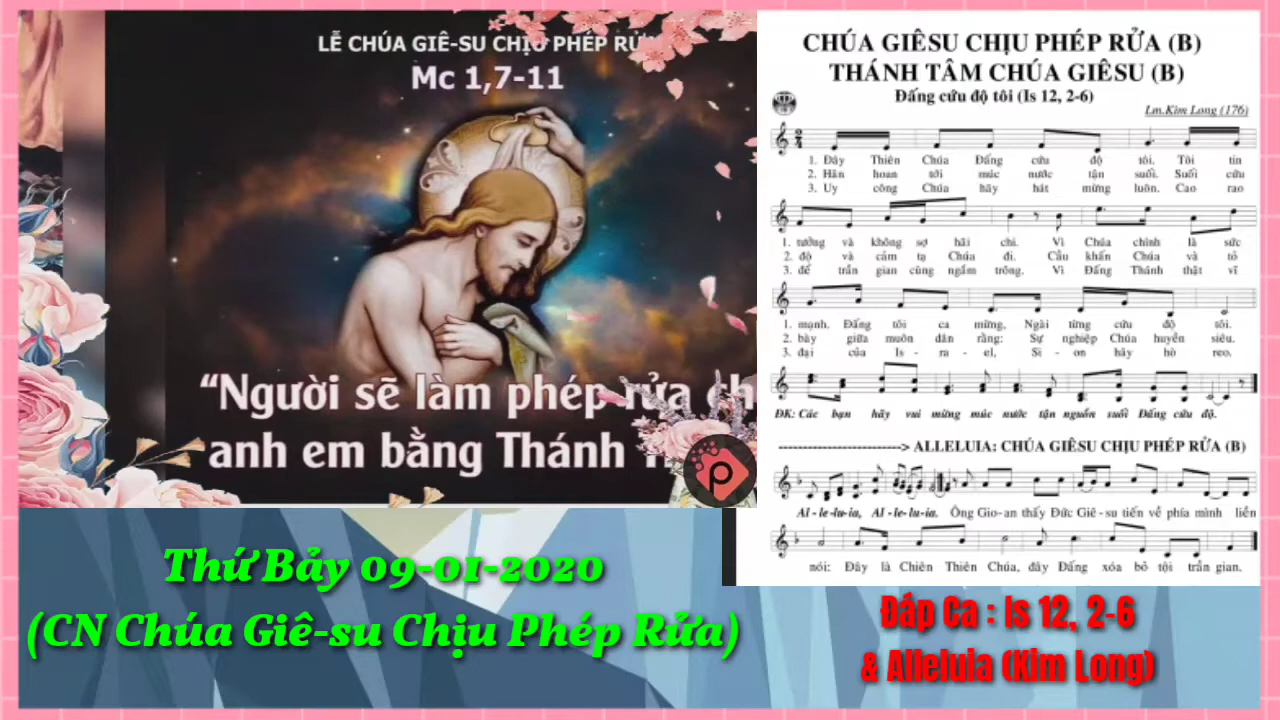 LỄ CHÚA GIÊ-SU CHỊU PHÉP RỬA
Mc 1,7-11
“Người sẽ làm phép rửa cho
anh em bằng Thánh
Thứ Bảy 09-01-2020
(CN Chúa Giê-su Chịu Phép Rửa)
CHÚA GIÊSU CHỊU PHÉP RỬA (B)
THÁNH TÂM CHÚA GIÊSU (B)
Đấng cứu độ tôi (Is 12, 2-6)
Lm.Kim Long (176)
1. Đây Thiên Chúa Đấng cứu độ tôi. Tôi tin
2. Hân hoan tới múc nước tận suối. Suối cứu
3. Uy công Chúa hãy hát mừng luôn. Cao rao
1. tưởng và không sợ hãi chi. Vì Chúa chính là sức
2. độ và cảm tạ Chúa đi. Cầu khấn Chúa và tỏ
3. để trần gian cùng ngắm trông. Vì Đấng Thánh thật vĩ
1. mạnh. Đấng tôi ca mừng, Ngài từng cứu độ tôi.
2. bày giữa muôn dân rằng: Sự nghiệp Chúa huyền siêu.
3. đại của Is - ra - el, Si - on hãy hò reo.
ĐK: Các bạn hãy vui mừng múc nước tận nguồn suối Đấng cứu độ.
--------------------> ALLELUIA: CHÚA GIÊSU CHỊU PHÉP RỬA (B)
Al - le - lu - ia, Al - le - lu - ia. Ông Gio - an thấy Đức Giê - su tiến về phía mình liền
nói: Đây là Chiên Thiên Chúa, đây Đấng xóa bỏ tội trần gian.
Đáp Ca : Is 12, 2-6
& Alleluia (Kim Long)